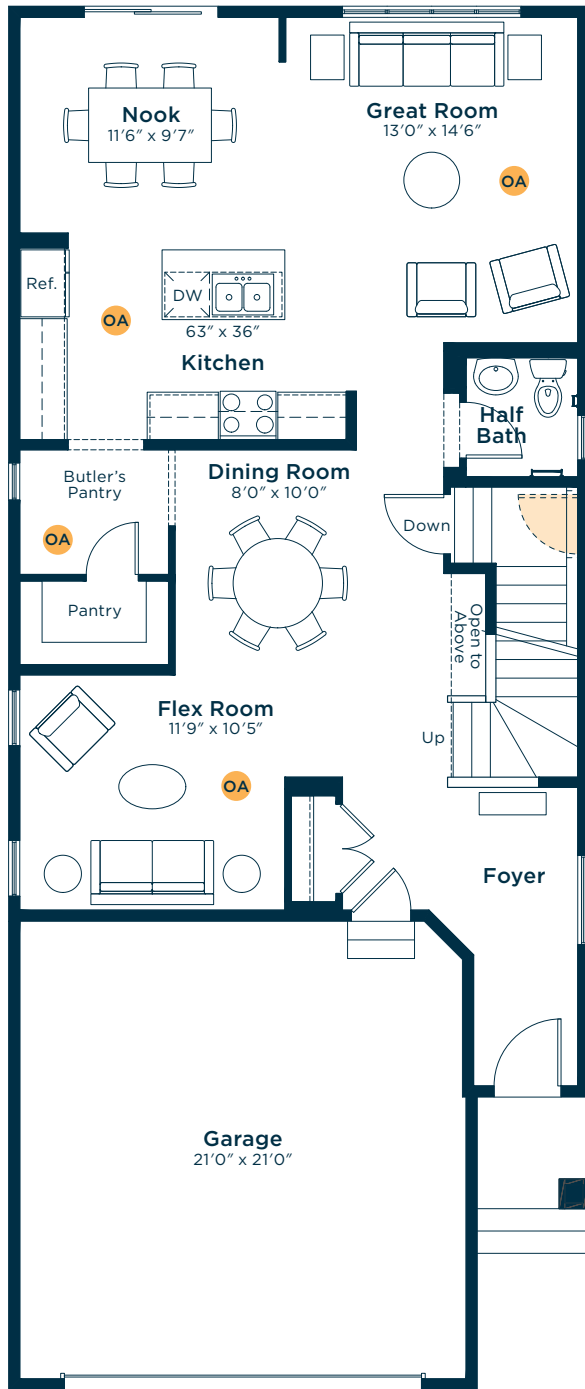 Nook
11'6" x 9'7"
Great Room
13'0" x 14'6"
OA
Ref.
DW
OA
63" x 36"
Kitchen
Half
Bath
Butler's
Pantry
Dining Room
8'0" x 10'0"
OA
Down
Pantry
Open to
Above
Flex Room
11'9" x 10'5"
Up
OA
Foyer
Garage
21'0" x 21'0"